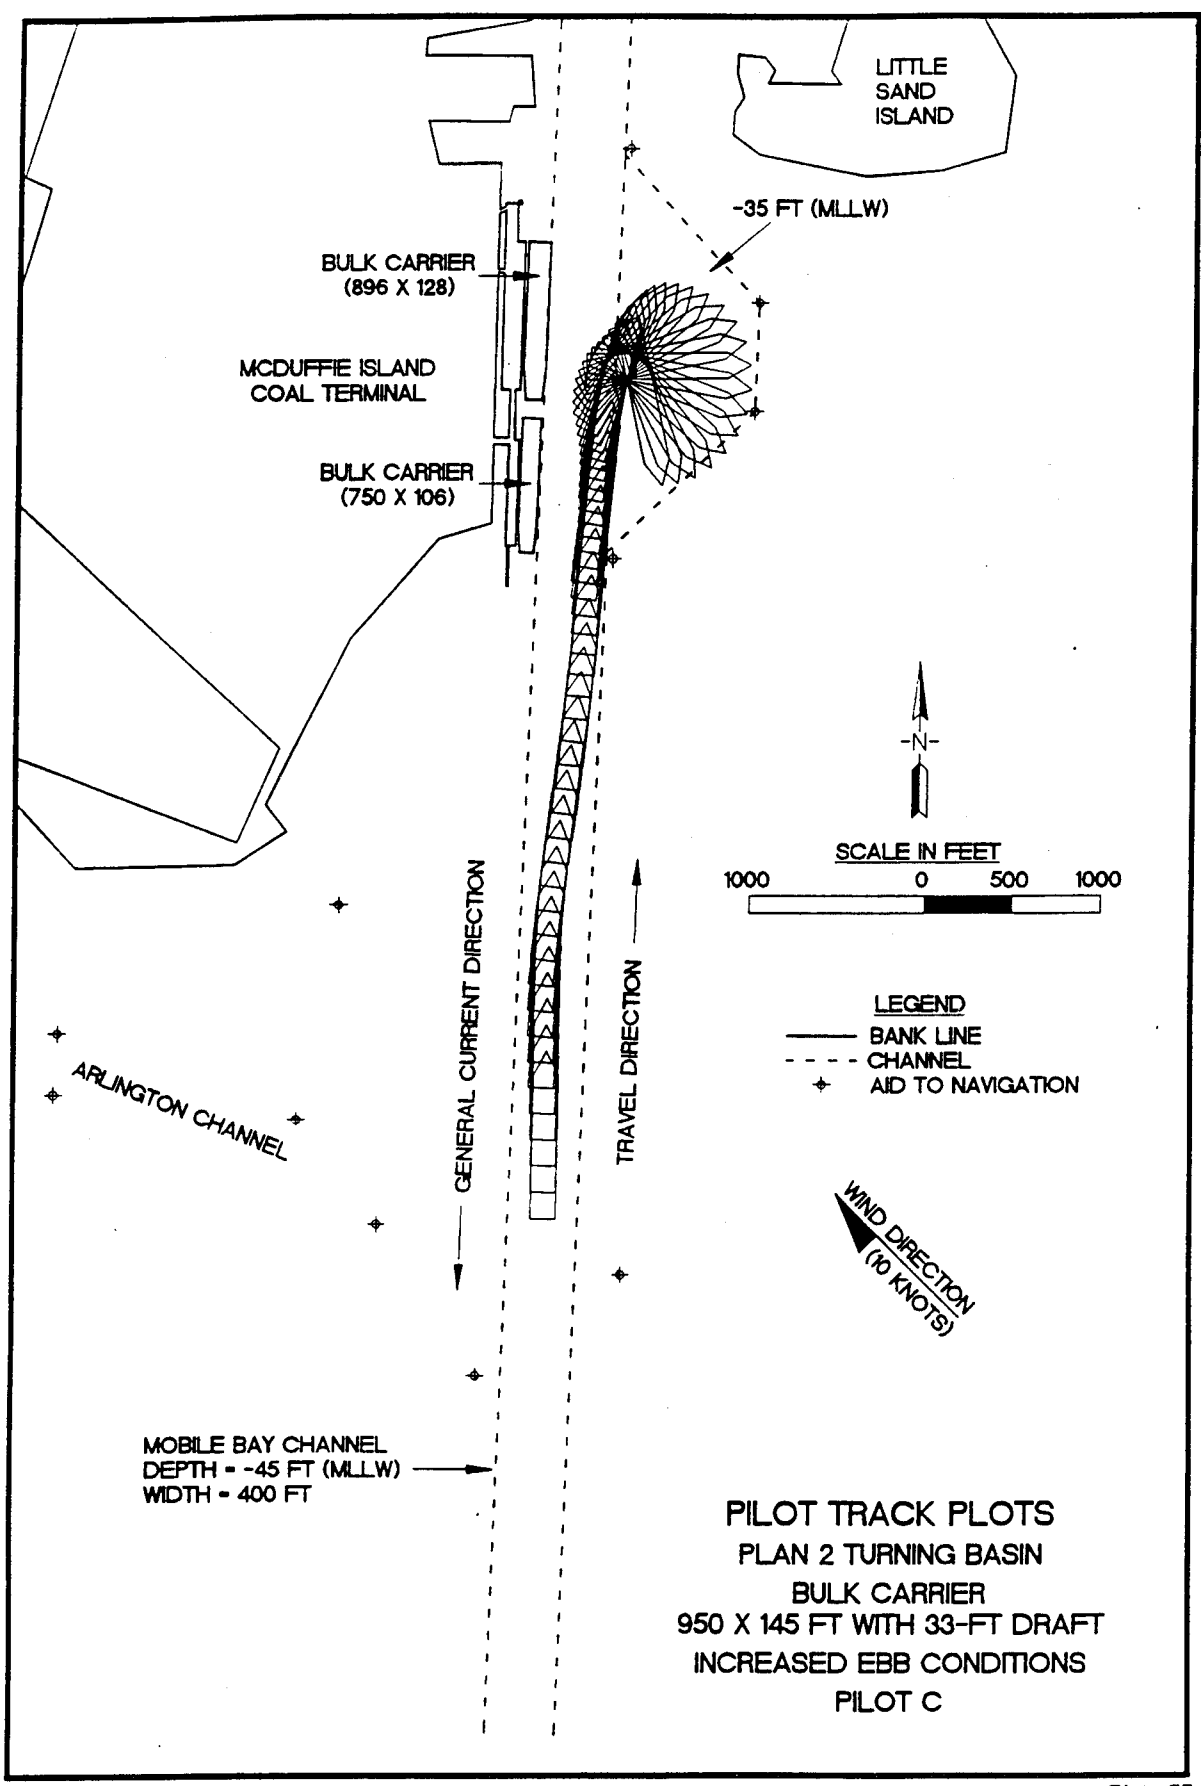 LITTLE
SAND
ISLAND
-35 FT (MLLW)
BULK CARRIER
(896 X 128)
MCDUFFIE ISLAND
COAL TERMINAL
BULK CARRIER
(750 X 106)
-N-
SCALE IN FEET
1000 0 500 1000
GENERAL CURRENT DIRECTION
TRAVEL DIRECTION
LEGEND
BANK LINE
CHANNEL
AID TO NAVIGATION
ARLINGTON CHANNEL
WIND DIRECTION
(10 KNOTS)
MOBILE BAY CHANNEL
DEPTH = -45 FT (MLLW)
WIDTH = 400 FT
PILOT TRACK PLOTS
PLAN 2 TURNING BASIN
BULK CARRIER
950 X 145 FT WITH 33-FT DRAFT
INCREASED EBB CONDITIONS
PILOT C